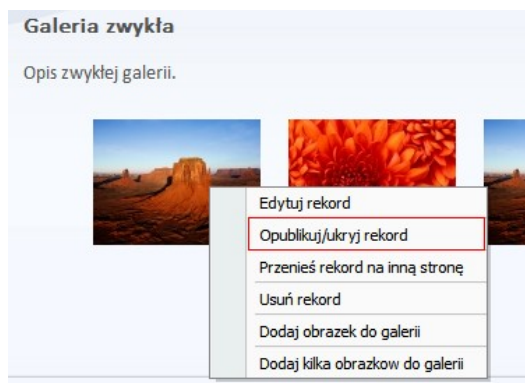 Galeria zwykła
Opis zwykłej galerii.
Edytuj rekord
Opublikuj/ukryj rekord
Przenieś rekord na inną stronę
Usuń rekord
Dodaj obrazek do galerii
Dodaj kilka obrazkow do galerii